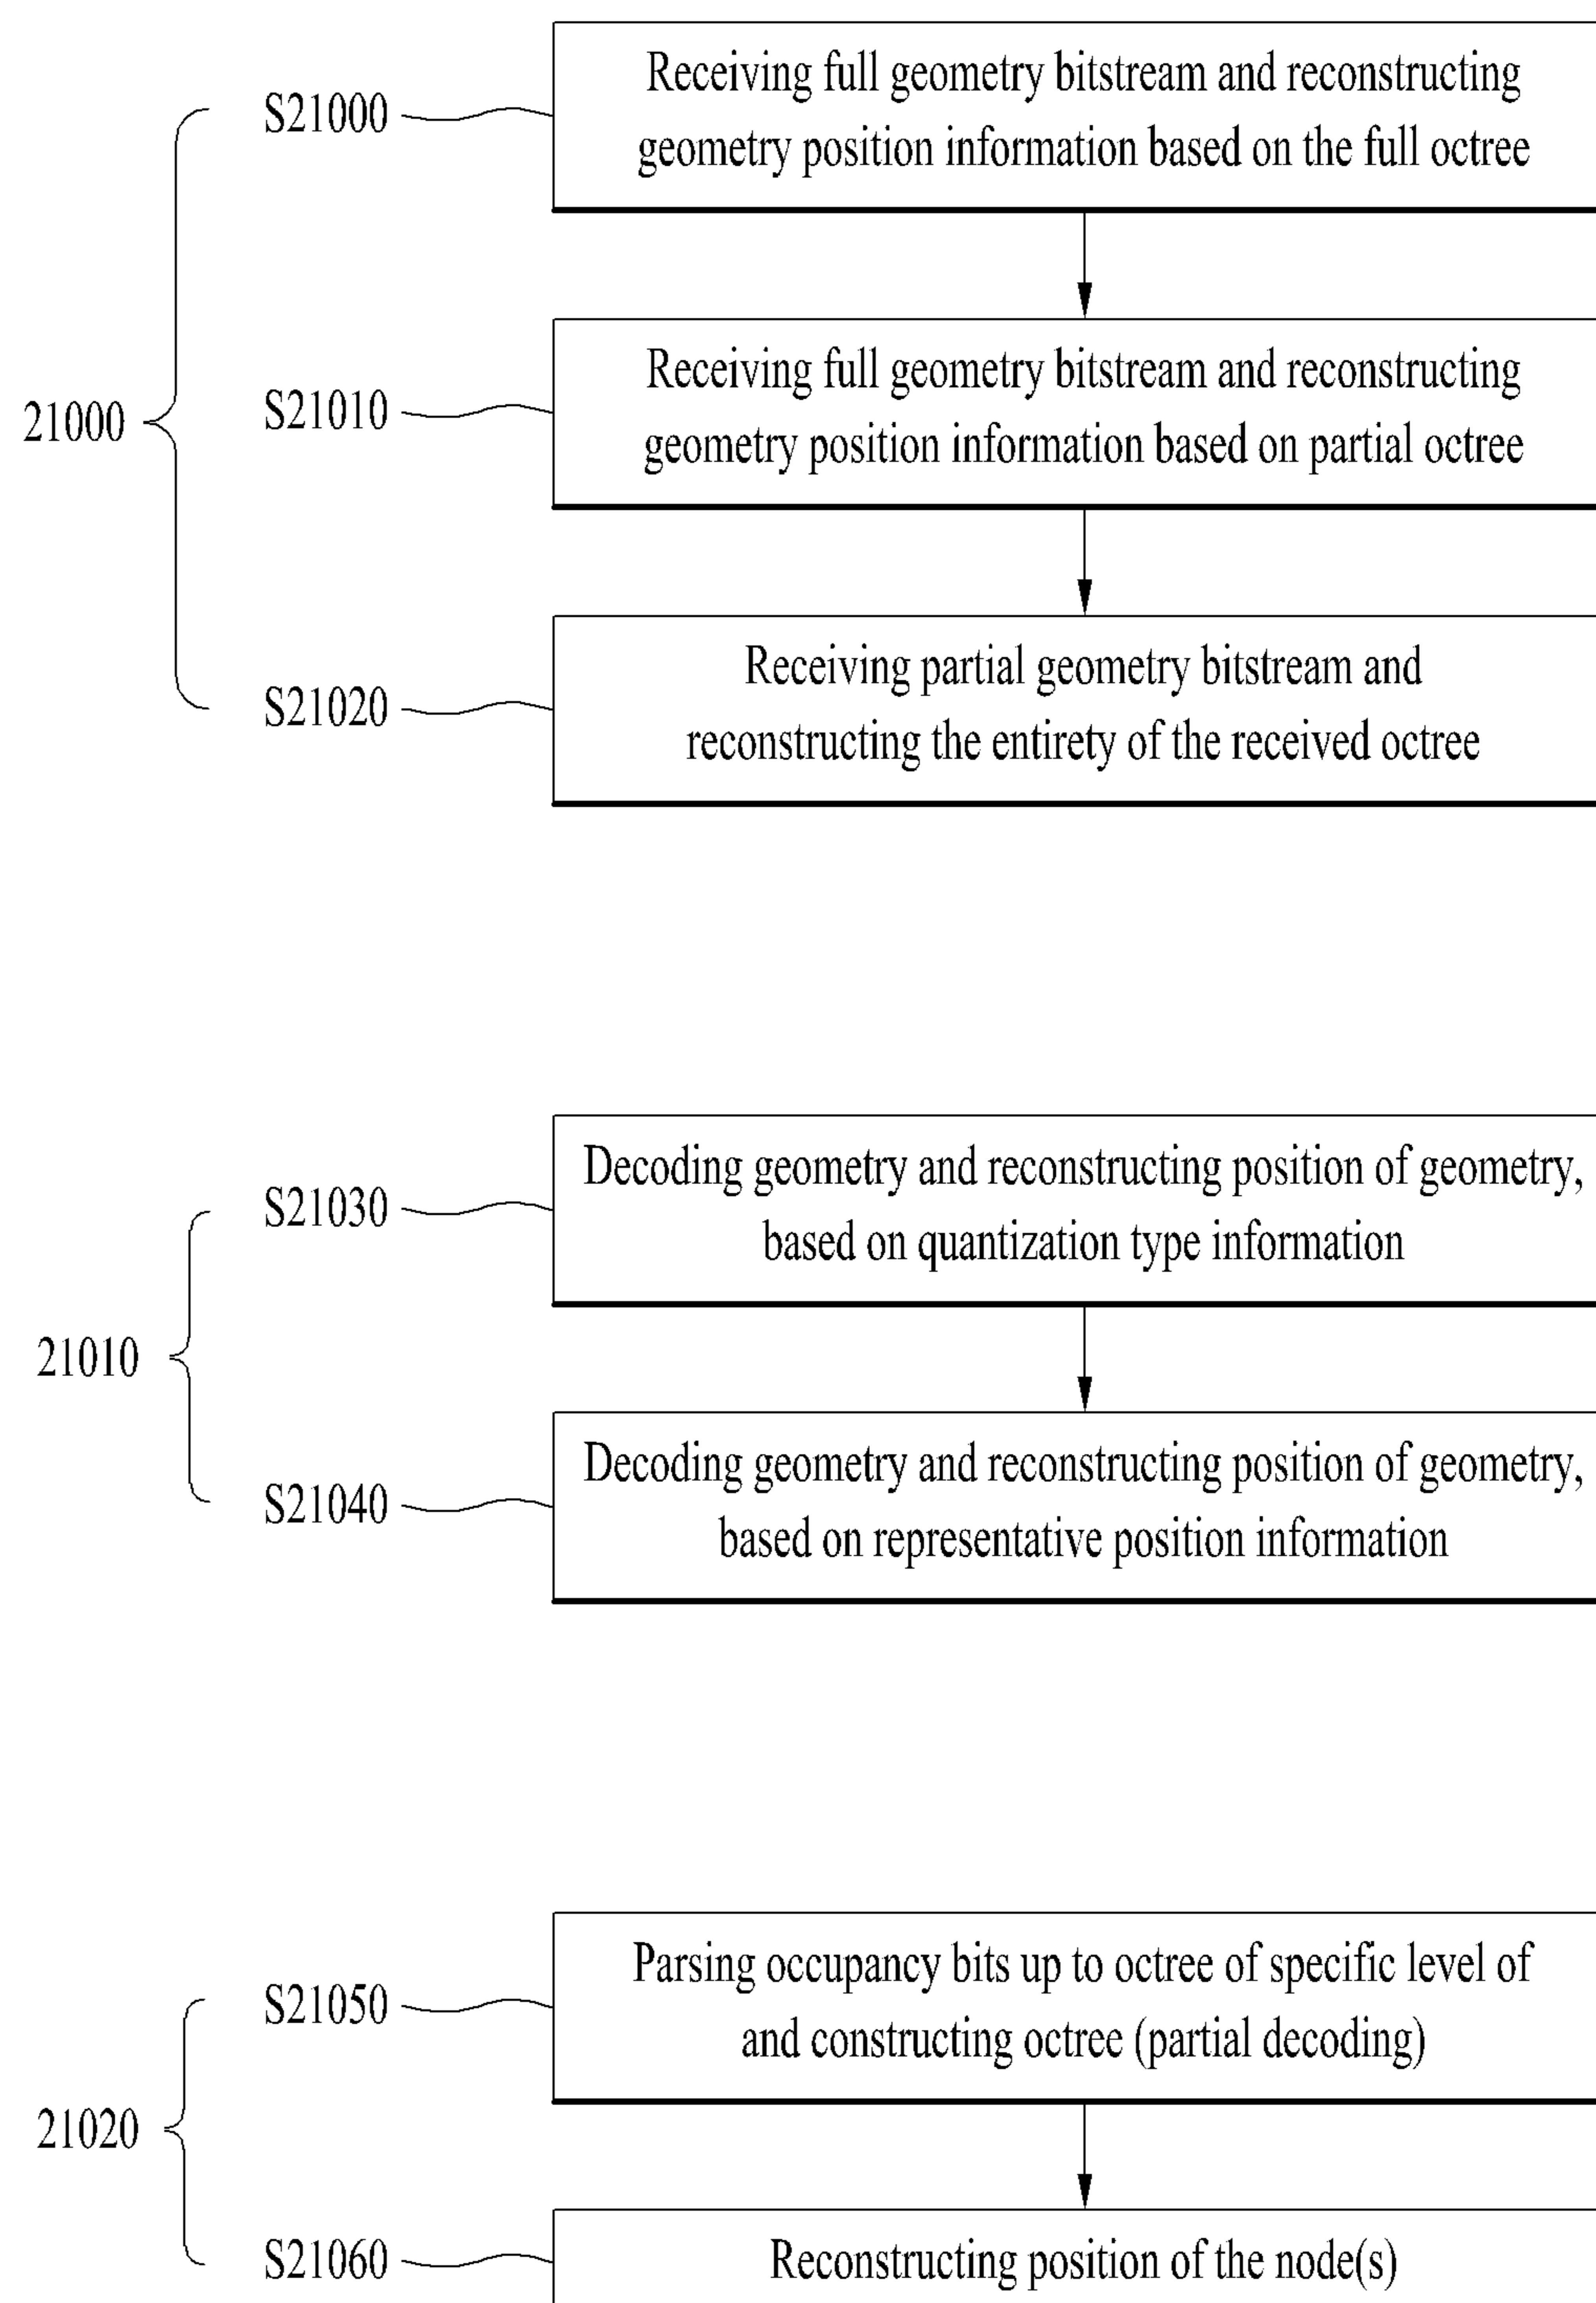 S21000
Receiving full geometry bitstream and reconstructing
geometry position information based on the full octree
21000
S21010
Receiving full geometry bitstream and reconstructing
geometry position information based on partial octree
S21020
Receiving partial geometry bitstream and
reconstructing the entirety of the received octree
S21030
Decoding geometry and reconstructing position of geometry,
based on quantization type information
21010
S21040
Decoding geometry and reconstructing position of geometry,
based on representative position information
S21050
Parsing occupancy bits up to octree of specific level of
and constructing octree (partial decoding)
21020
S21060
Reconstructing position of the node(s)